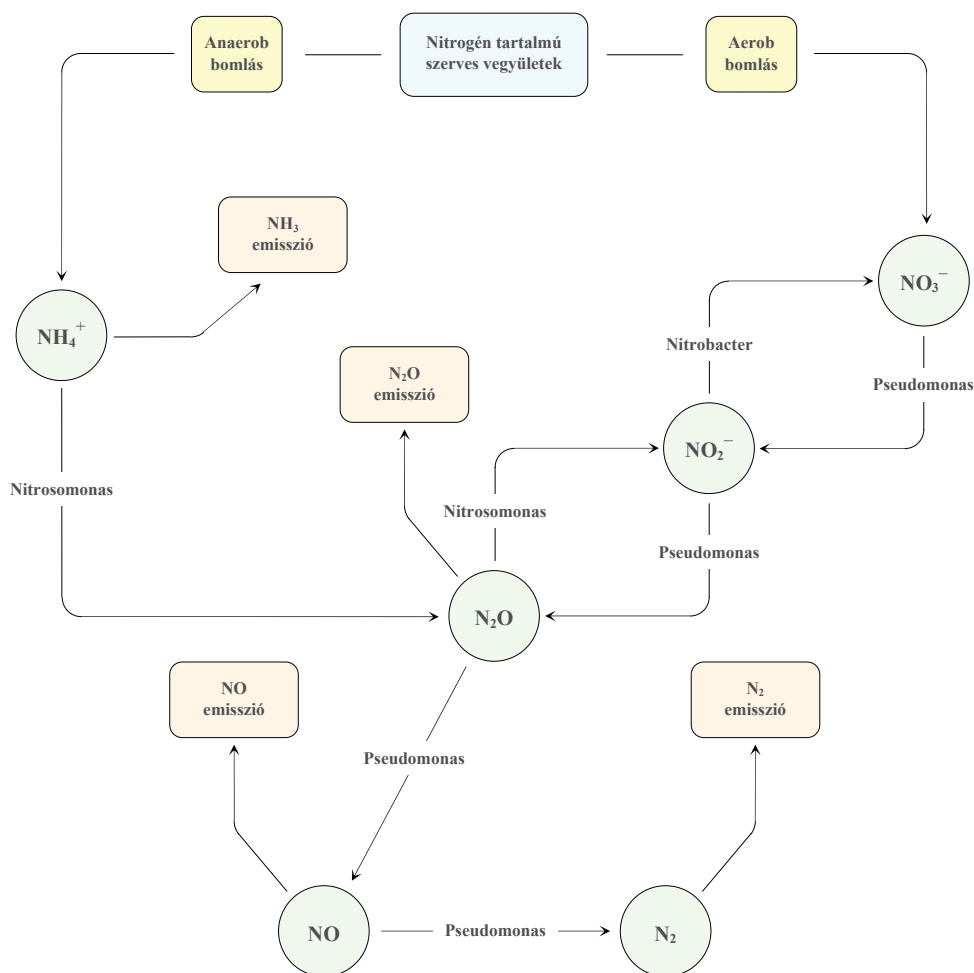 Anaerob
bomlás
Nitrogén tartalmú
szerves vegyületek
Aerob
bomlás
NH₃
emisszió
NO₃⁻
NH₄⁺
Nitrobacter
N₂O
emisszió
Pseudomonas
NO₂⁻
Nitrosomonas
Nitrosomonas
Pseudomonas
N₂O
NO
emisszió
N₂
emisszió
Pseudomonas
NO
Pseudomonas
N₂